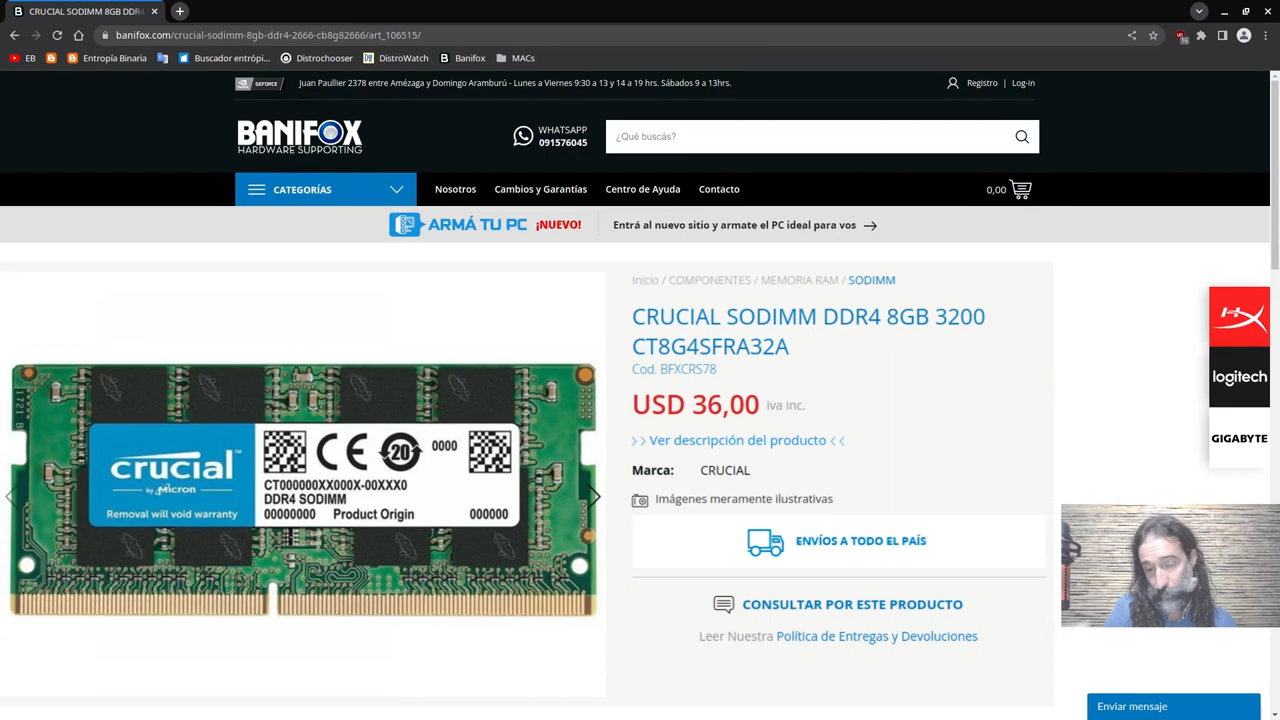 CRUCIAL SODIMM 8GB DDR4
banifox.com/crucial-sodimm-8gb-ddr4-2666-cb8g82666/art_106515/
EB
Entropía Binaria
Buscador entrópi...
Distrochooser
DistroWatch
Banifox
MACs
GEFORCE
Juan Paullier 2378 entre Amézaga y Domingo Aramburú - Lunes a Viernes 9:30 a 13 y 14 a 19 hrs. Sábados 9 a 13hrs.
Registro | Log-in
BANIFOX
HARDWARE SUPPORTING
WHATSAPP
091576045
¿Qué buscás?
CATEGORÍAS
Nosotros
Cambios y Garantías
Centro de Ayuda
Contacto
0,00
ARMÁ TU PC
¡NUEVO!
Entrá al nuevo sitio y armate el PC ideal para vos
Inicio / COMPONENTES / MEMORIA RAM / SODIMM
CRUCIAL SODIMM DDR4 8GB 3200
CT8G4SFRA32A
Cod. BFXCRS78
USD 36,00 Iva inc.
Ver descripción del producto
Marca: CRUCIAL
Imágenes meramente ilustrativas
ENVÍOS A TODO EL PAÍS
CONSULTAR POR ESTE PRODUCTO
Leer Nuestra Política de Entregas y Devoluciones
1721
crucial™
by Micron
Removal will void warranty
CE
20
0000
CT000000XX000X-00XXX0
DDR4 SODIMM
00000000 Product Origin 000000
HX
logitech
GIGABYTE
Enviar mensaje